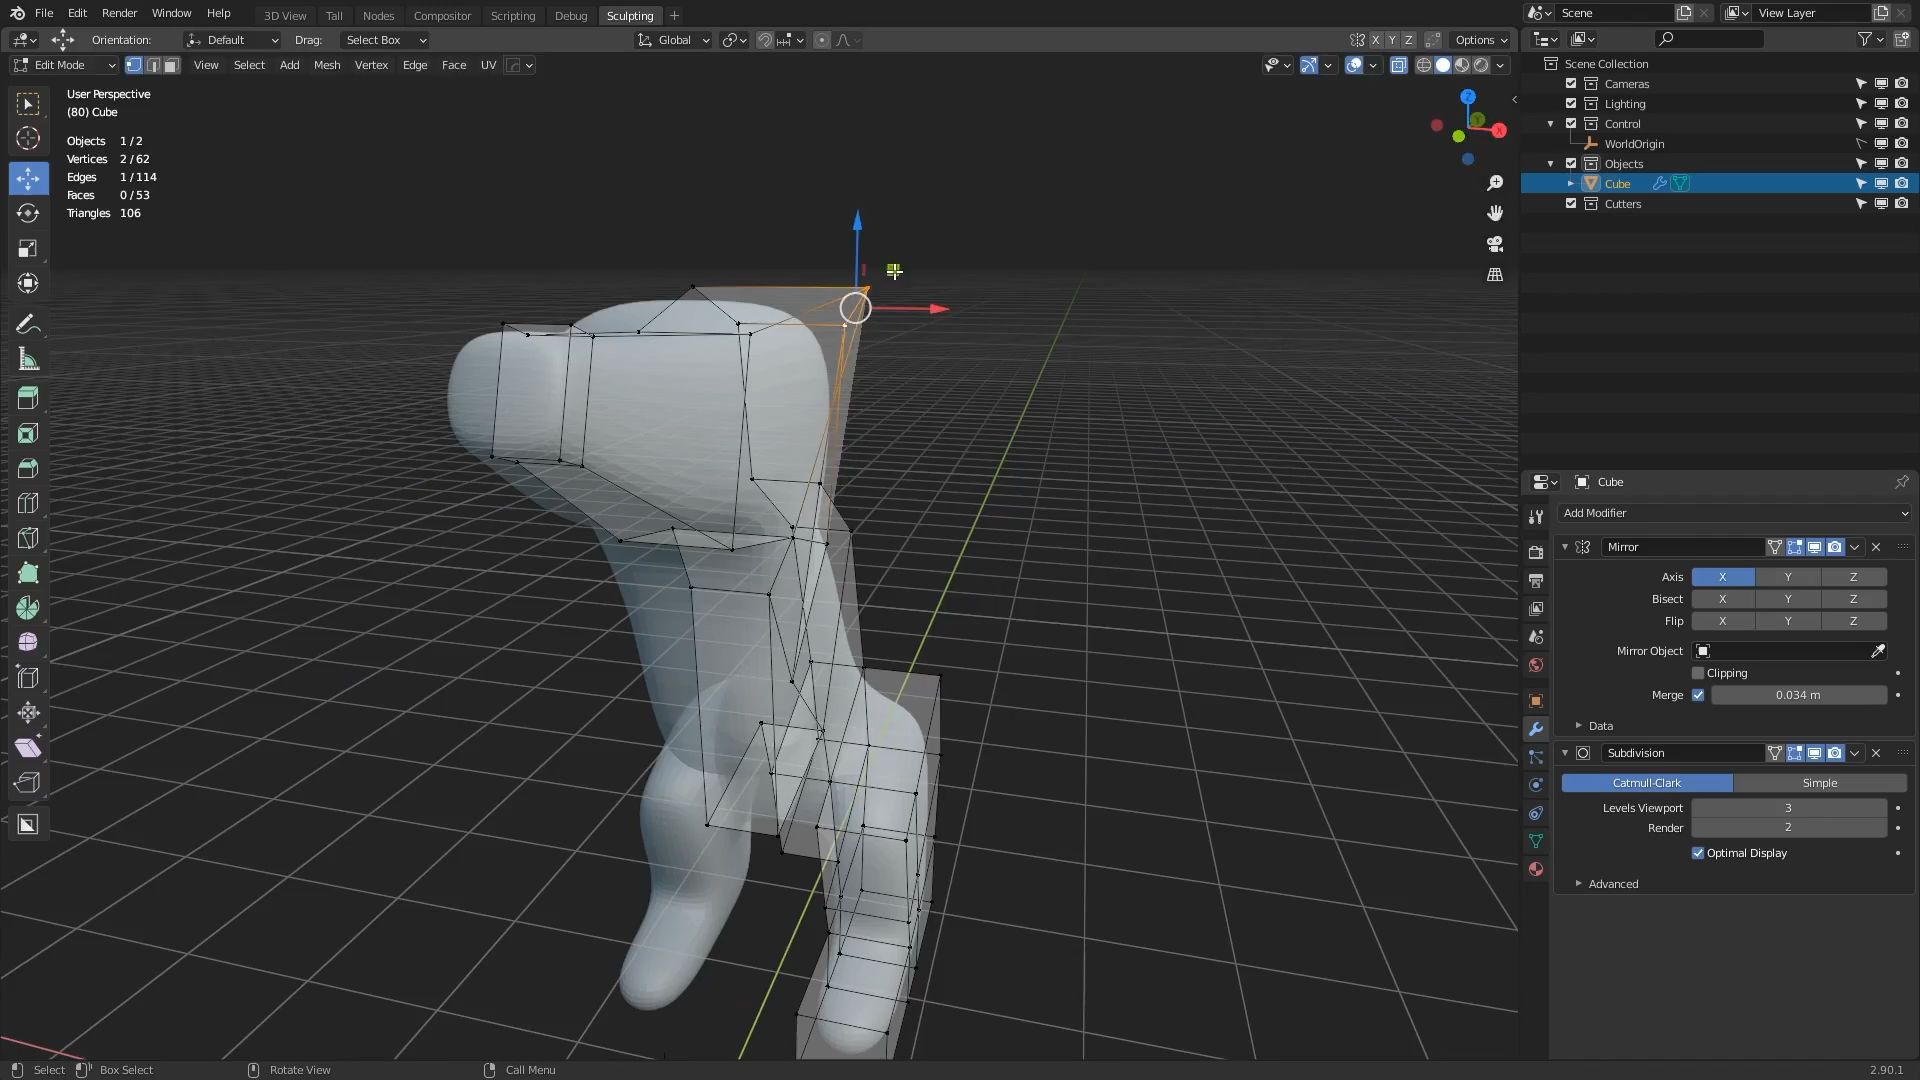 File Edit Render Window Help 3D View Tall Nodes Compositor Scripting Debug Sculpting + Scene View Layer
Orientation: Default Drag: Select Box Global X Y Z Options
Edit Mode View Select Add Mesh Vertex Edge Face UV
User Perspective
(80) Cube
Objects 1 / 2
Vertices 2 / 62
Edges 1 / 114
Faces 0 / 53
Triangles 106
Z
X
Y
Scene Collection
Cameras
Lighting
Control
WorldOrigin
Objects
Cube
Cutters
Cube
Add Modifier
Mirror
Axis X Y Z
Bisect X Y Z
Flip X Y Z
Mirror Object
Clipping
Merge 0.034 m
Data
Subdivision
Catmull-Clark Simple
Levels Viewport 3
Render 2
Optimal Display
Advanced
Select Box Select Rotate View Call Menu 2.90.1